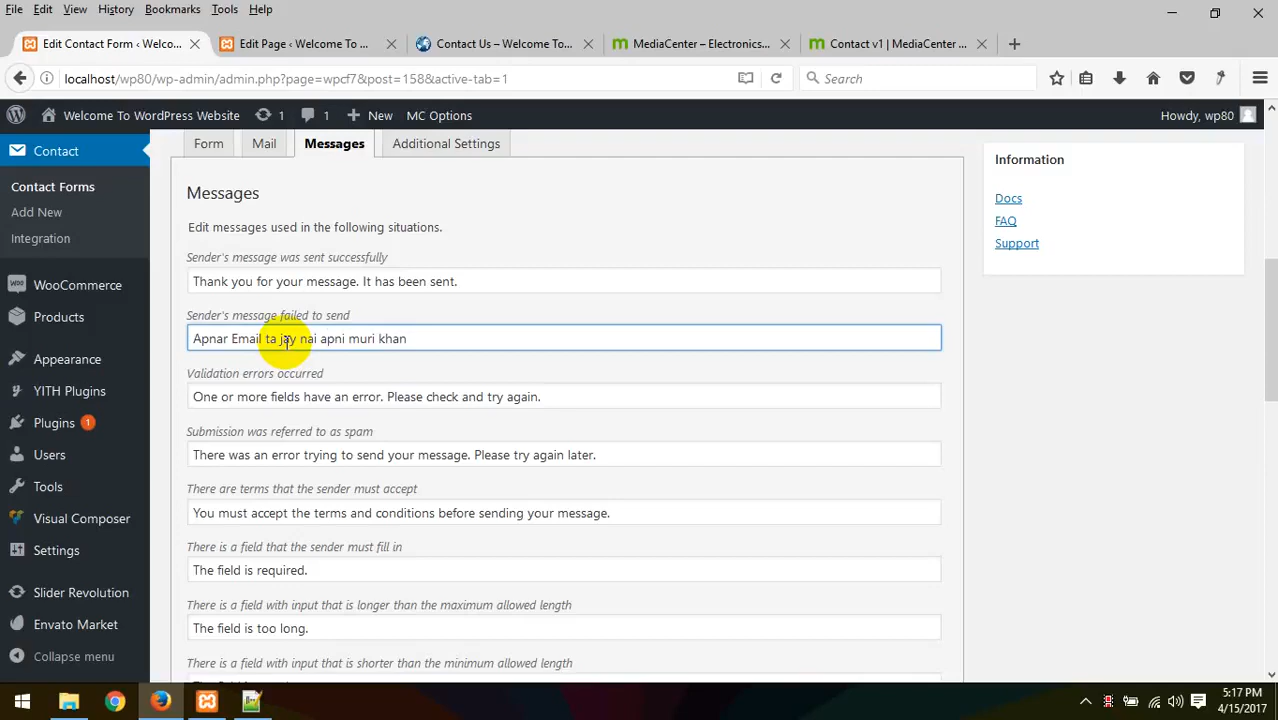 File Edit View History Bookmarks Tools Help
Edit Contact Form ‹ Welco...
Edit Page ‹ Welcome To ...
Contact Us – Welcome To...
MediaCenter – Electronics...
Contact v1 | MediaCenter ...
localhost/wp80/wp-admin/admin.php?page=wpcf7&post=158&active-tab=1
Search
Welcome To WordPress Website 1 1 New MC Options
Howdy, wp80
Contact
Contact Forms
Add New
Integration
WooCommerce
Products
Appearance
YITH Plugins
Plugins 1
Users
Tools
Visual Composer
Settings
Slider Revolution
Envato Market
Collapse menu
Form Mail Messages Additional Settings
Messages
Edit messages used in the following situations.
Sender's message was sent successfully
Thank you for your message. It has been sent.
Sender's message failed to send
Apnar Email ta jay nai apni muri khan
Validation errors occurred
One or more fields have an error. Please check and try again.
Submission was referred to as spam
There was an error trying to send your message. Please try again later.
There are terms that the sender must accept
You must accept the terms and conditions before sending your message.
There is a field that the sender must fill in
The field is required.
There is a field with input that is longer than the maximum allowed length
The field is too long.
There is a field with input that is shorter than the minimum allowed length
Information
Docs
FAQ
Support
5:17 PM
4/15/2017